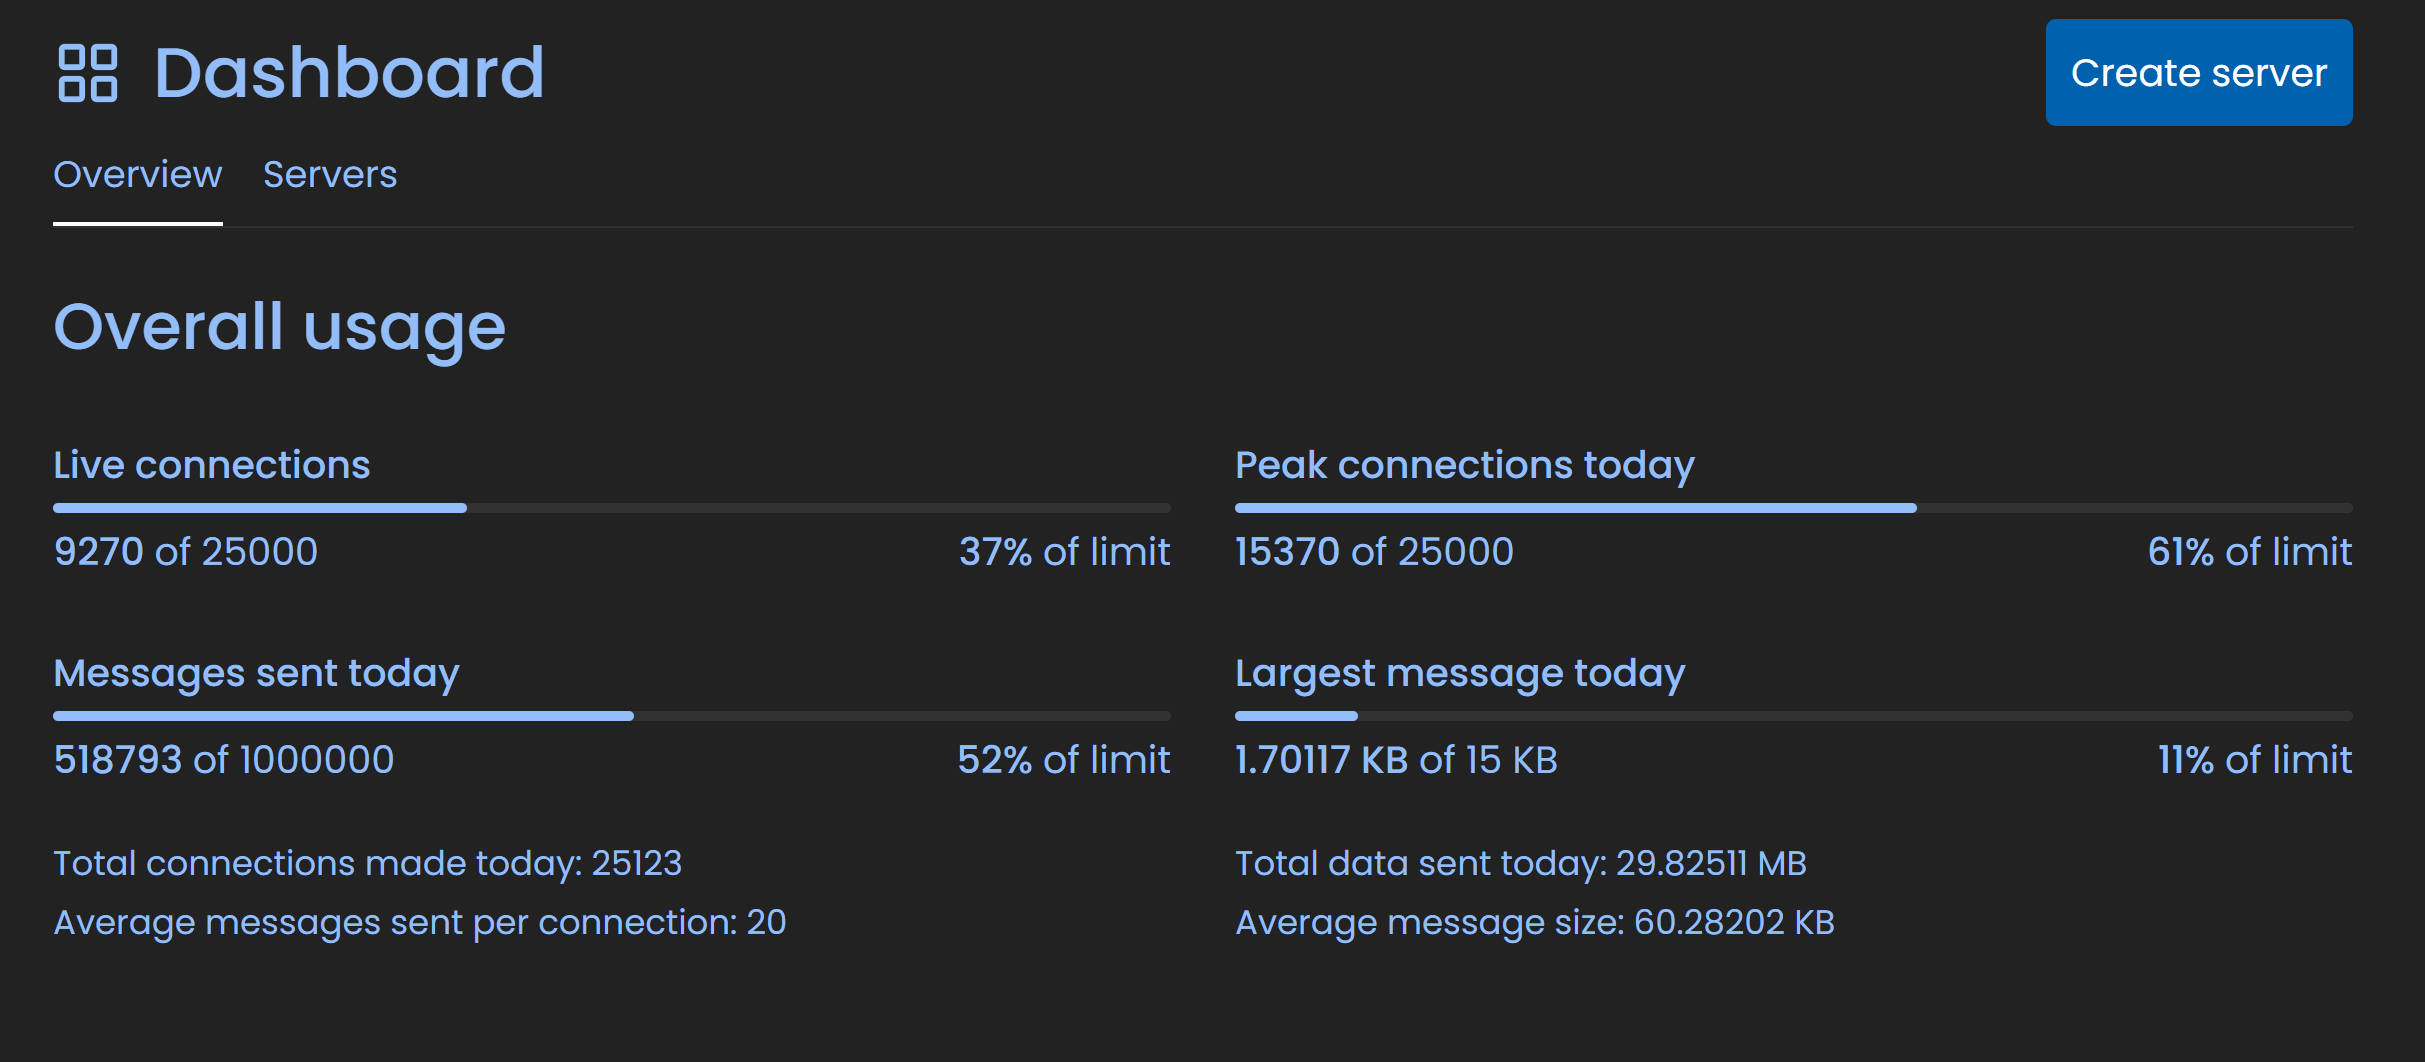 Dashboard
Create server
Overview Servers
Overall usage
Live connections
9270 of 25000 37% of limit
Peak connections today
15370 of 25000 61% of limit
Messages sent today
518793 of 1000000 52% of limit
Largest message today
1.70117 KB of 15 KB 11% of limit
Total connections made today: 25123
Average messages sent per connection: 20
Total data sent today: 29.82511 MB
Average message size: 60.28202 KB